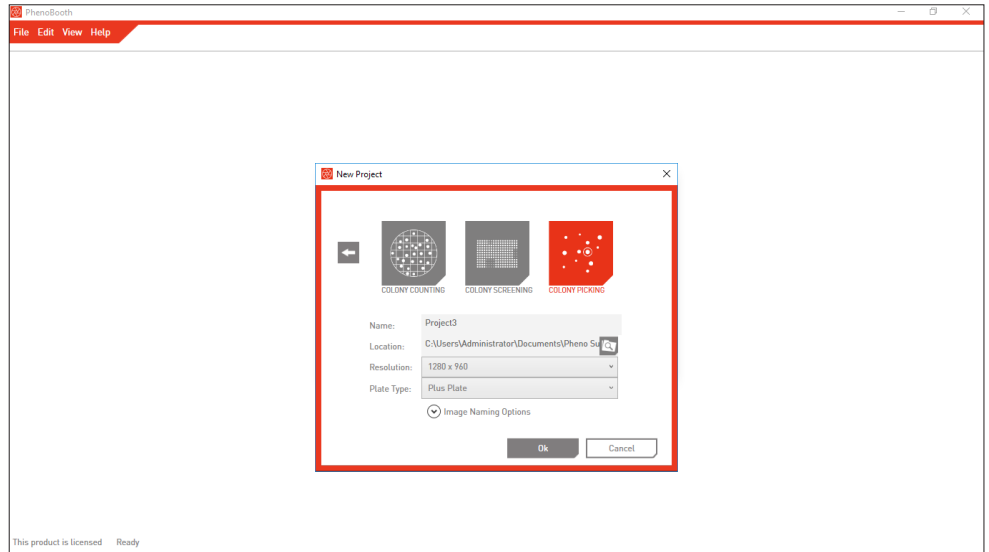 PhenoBooth
File Edit View Help
New Project
COLONY COUNTING COLONY SCREENING COLONY PICKING
Name: Project3
Location: C:\Users\Administrator\Documents\Pheno Su
Resolution: 1280 x 960
Plate Type: Plus Plate
Image Naming Options
Ok Cancel
This product is licensed Ready